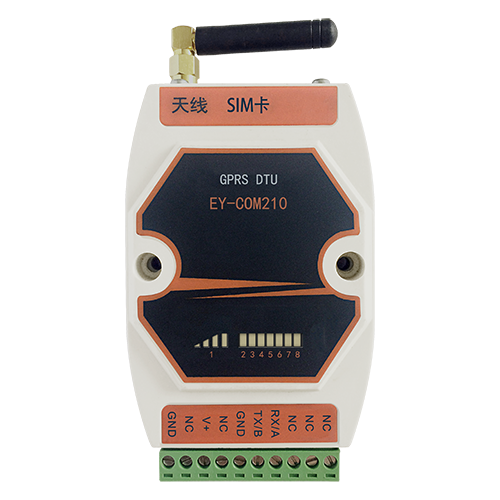 天线 SIM卡
GPRS DTU
EY-COM210
1 2345678
GND NC V+ NC GND TX/B RX/A NC NC NC